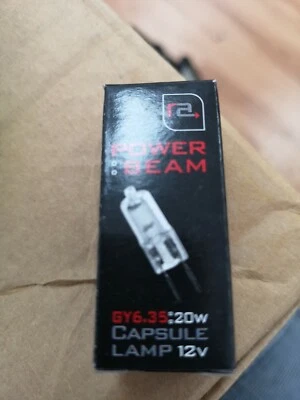 POWER
BEAM
GY6.35 20w
CAPSULE
LAMP 12v